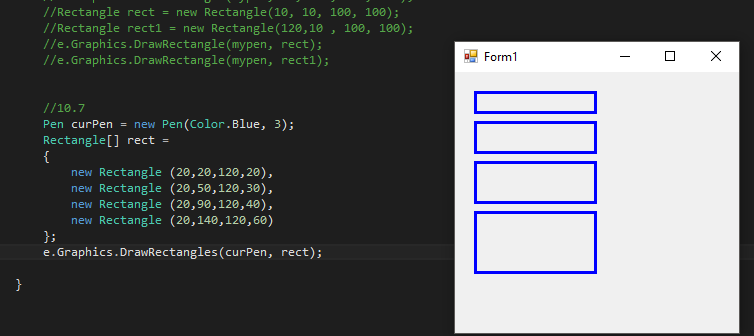 //Rectangle rect = new Rectangle(10, 10, 100, 100);
//Rectangle rect1 = new Rectangle(120,10 , 100, 100);
//e.Graphics.DrawRectangle(mypen, rect);
//e.Graphics.DrawRectangle(mypen, rect1);
//10.7
Pen curPen = new Pen(Color.Blue, 3);
Rectangle[] rect =
{
new Rectangle (20,20,120,20),
new Rectangle (20,50,120,30),
new Rectangle (20,90,120,40),
new Rectangle (20,140,120,60)
};
e.Graphics.DrawRectangles(curPen, rect);
}
Form1